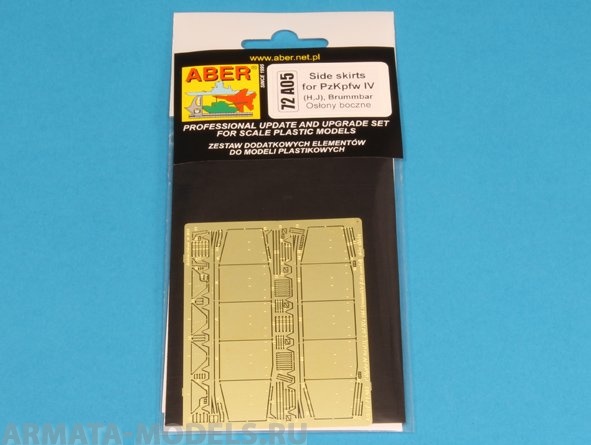 www.aber.net.pl
ABER
SINCE 1995
72 A05
Side skirts
for PzKpfw IV
(H,J), Brummbar
Osłony boczne
PROFESSIONAL UPDATE AND UPGRADE SET
FOR SCALE PLASTIC MODELS
ZESTAW DODATKOWYCH ELEMENTÓW
DO MODELI PLASTIKOWYCH
ARMATA-MODELS.RU